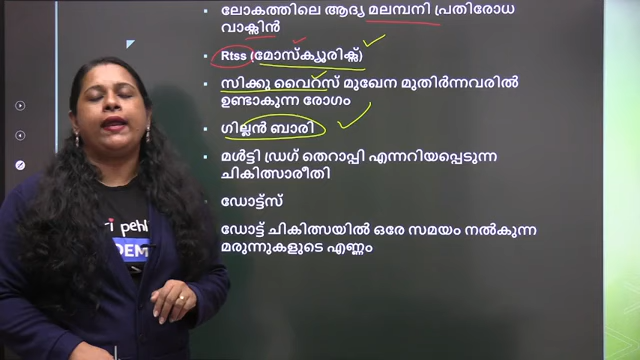 ലോകത്തിലെ ആദ്യ മലമ്പനി പ്രതിരോധ
വാക്സിൻ
Rtss (മോസ്ക്യൂരിക്സ്)
സിക്കു വൈറസ് മുഖേന മുതിർന്നവരിൽ
ഉണ്ടാകുന്ന രോഗം
ഗില്ലൻ ബാരി
മൾട്ടി ഡ്രഗ് തെറാപ്പി എന്നറിയപ്പെടുന്ന
ചികിത്സാരീതി
ഡോട്ട്സ്
ഡോട്ട് ചികിത്സയിൽ ഒരേ സമയം നൽകുന്ന
മരുന്നുകളുടെ എണ്ണം